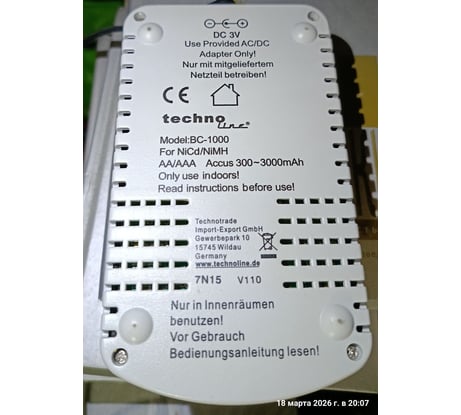 DC 3V
Use Provided AC/DC
Adapter Only!
Nur mit mitgeliefertem
Netzteil betreiben!
CE
techno
line®
Model:BC-1000
For NiCd/NiMH
AA/AAA Accus 300~3000mAh
Only use indoors!
Read instructions before use!
Technotrade
Import-Export GmbH
Gewerbepark 10
15745 Wildau
Germany
www.technoline.de
7N15 V110
Nur in Innenräumen
benutzen!
Vor Gebrauch
Bedienungsanleitung lesen!
18 марта 2026 г. в 20:07